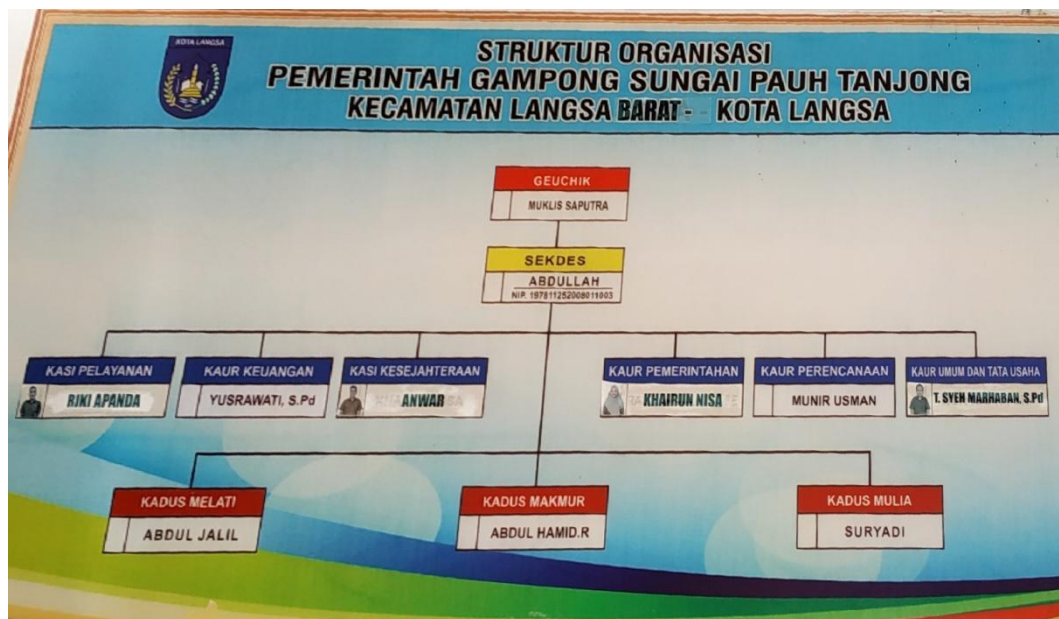 KOTA LANGSA
STRUKTUR ORGANISASI
PEMERINTAH GAMPONG SUNGAI PAUH TANJONG
KECAMATAN LANGSA BARAT - KOTA LANGSA
GEUCHIK
MUKLIS SAPUTRA
SEKDES
ABDULLAH
NIP. 197811252008011003
KASI PELAYANAN
RIKI APANDA
KAUR KEUANGAN
YUSRAWATI, S.Pd
KASI KESEJAHTERAAN
ANWAR
KAUR PEMERINTAHAN
KHAIRUN NISA
KAUR PERENCANAAN
MUNIR USMAN
KAUR UMUM DAN TATA USAHA
T. SYEH MARHABAN, S.Pd
KADUS MELATI
ABDUL JALIL
KADUS MAKMUR
ABDUL HAMID.R
KADUS MULIA
SURYADI